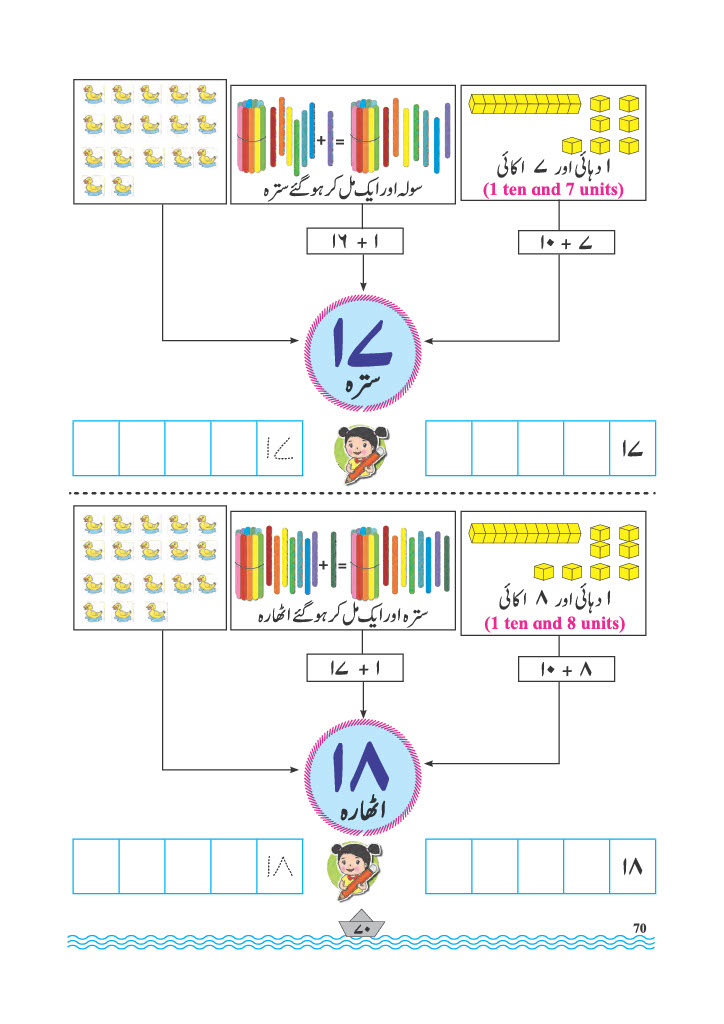 + =
سولہ اور ایک مل کر ہو گئے سترہ
۱ دہائی اور ۷ اکائی
(1 ten and 7 units)
۱۶ + ۱
۱۰ + ۷
۱۷
سترہ
۱۷
۱۷
+ =
سترہ اور ایک مل کر ہو گئے اٹھارہ
۱ دہائی اور ۸ اکائی
(1 ten and 8 units)
۱۷ + ۱
۱۰ + ۸
۱۸
اٹھارہ
۱۸
۱۸
۷۰
70